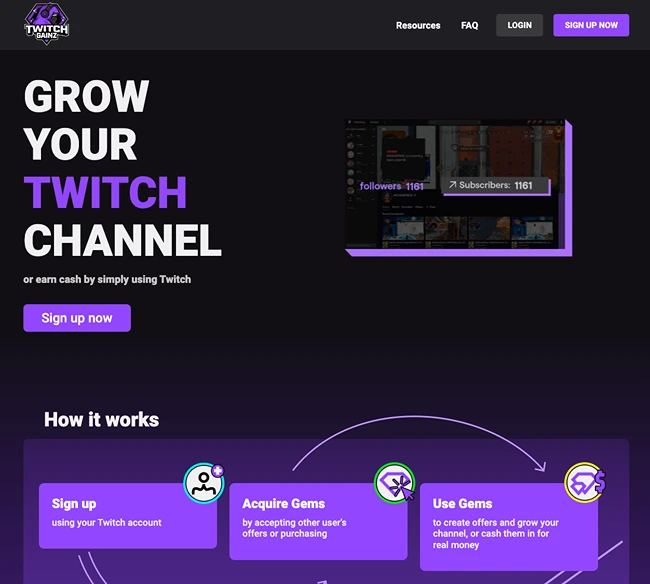 TWITCH
GAINZ
Resources
FAQ
LOGIN
SIGN UP NOW
GROW
YOUR
TWITCH
CHANNEL
or earn cash by simply using Twitch
Sign up now
followers 1161
Subscribers: 1161
How it works
Sign up
using your Twitch account
Acquire Gems
by accepting other user's
offers or purchasing
Use Gems
to create offers and grow your
channel, or cash them in for
real money